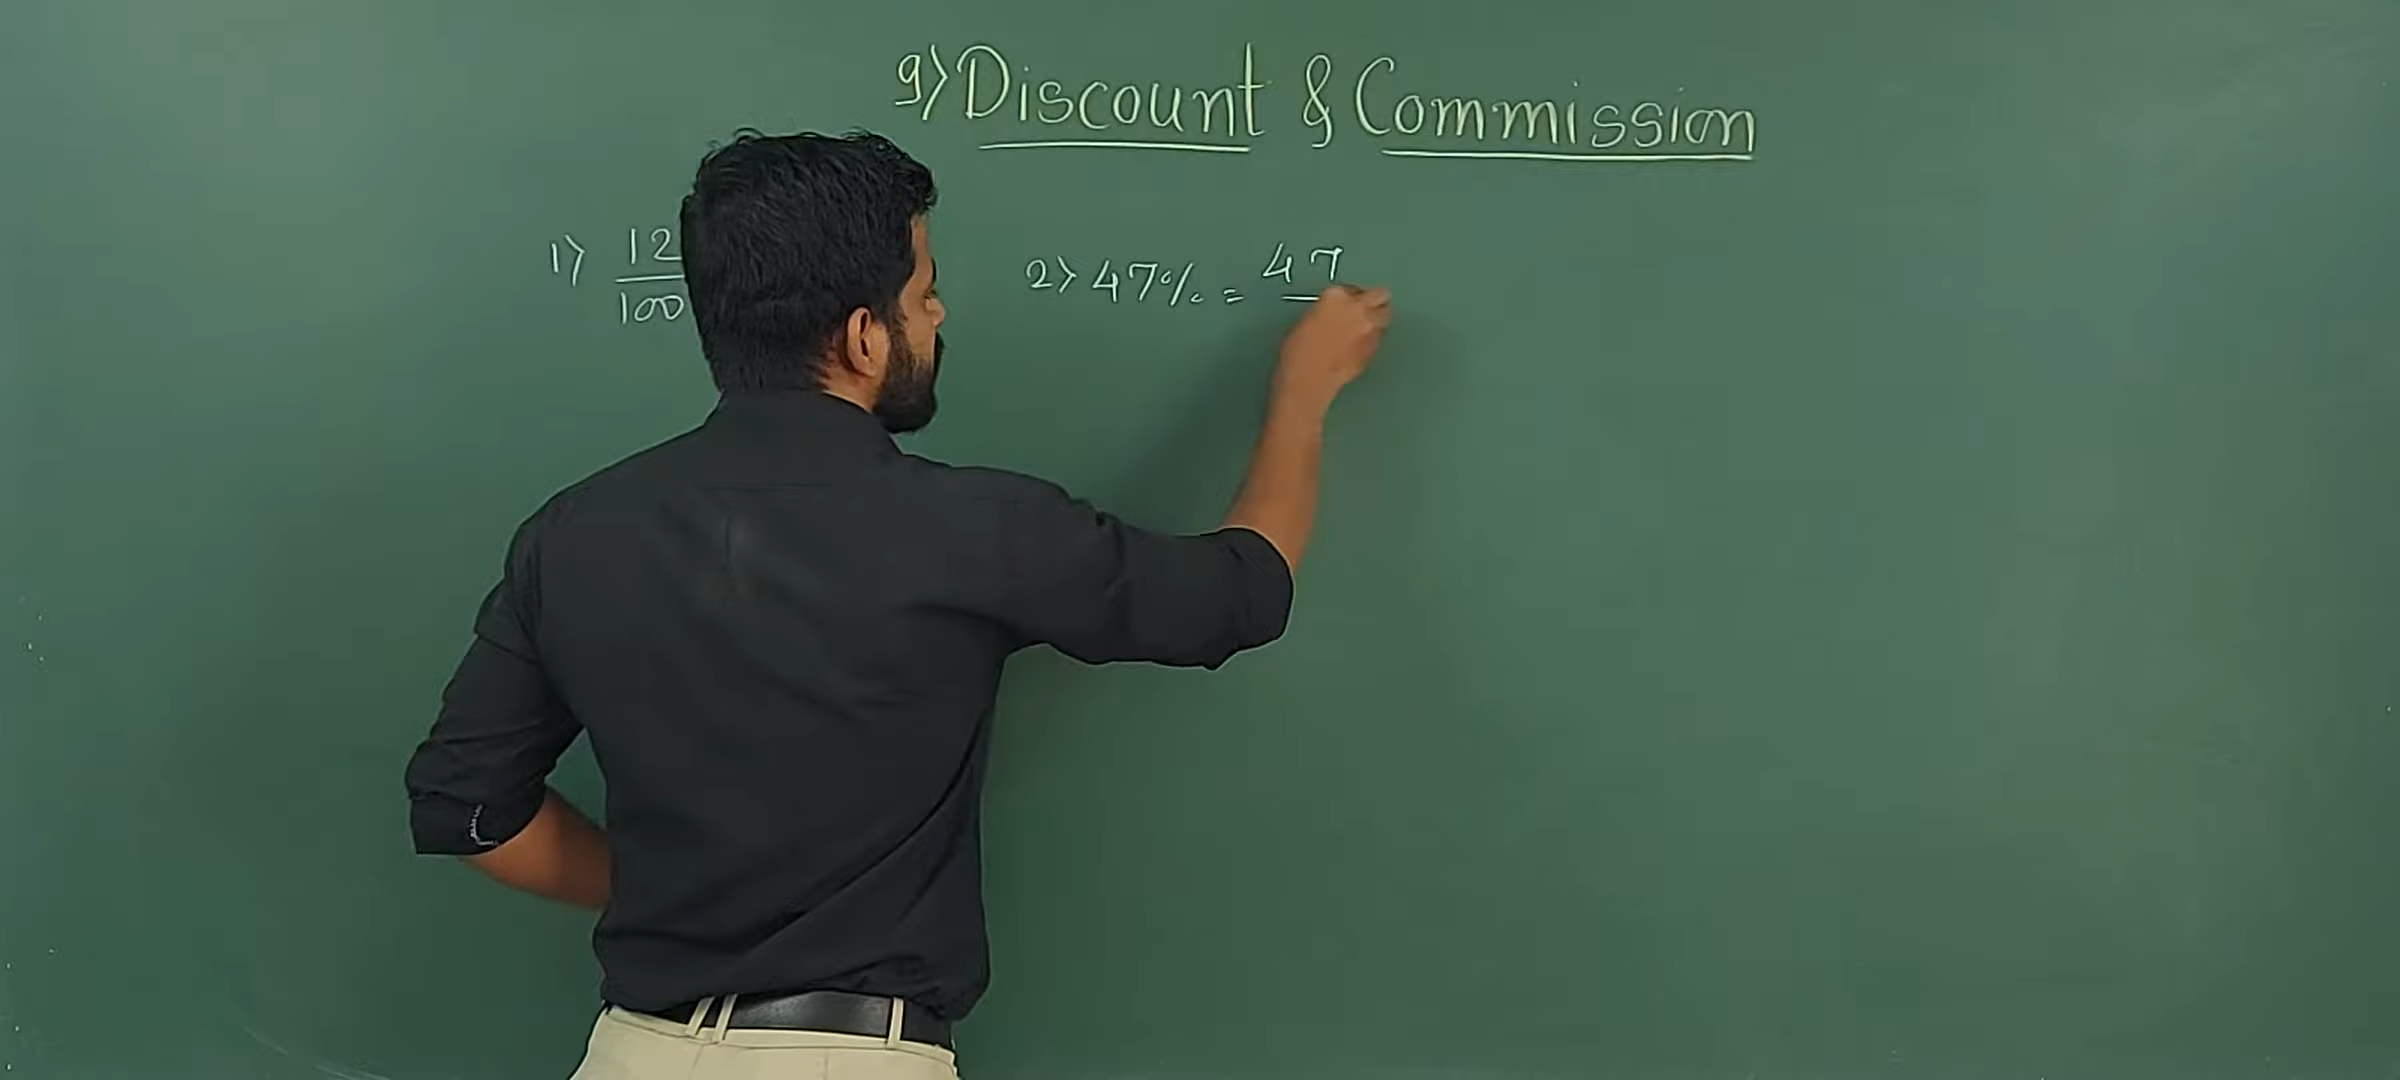 9) Discount & Commission
1) 12/100
2) 47% = 47